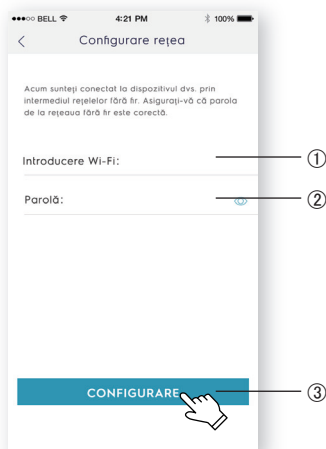 BELL 4:21 PM 100%
Configurare rețea
Acum sunteți conectat la dispozitivul dvs. prin
intermediul rețelelor fără fir. Asigurați-vă că parola
de la rețeaua fără fir este corectă.
Introducere Wi-Fi: ①
Parolă: ②
CONFIGURARE ③